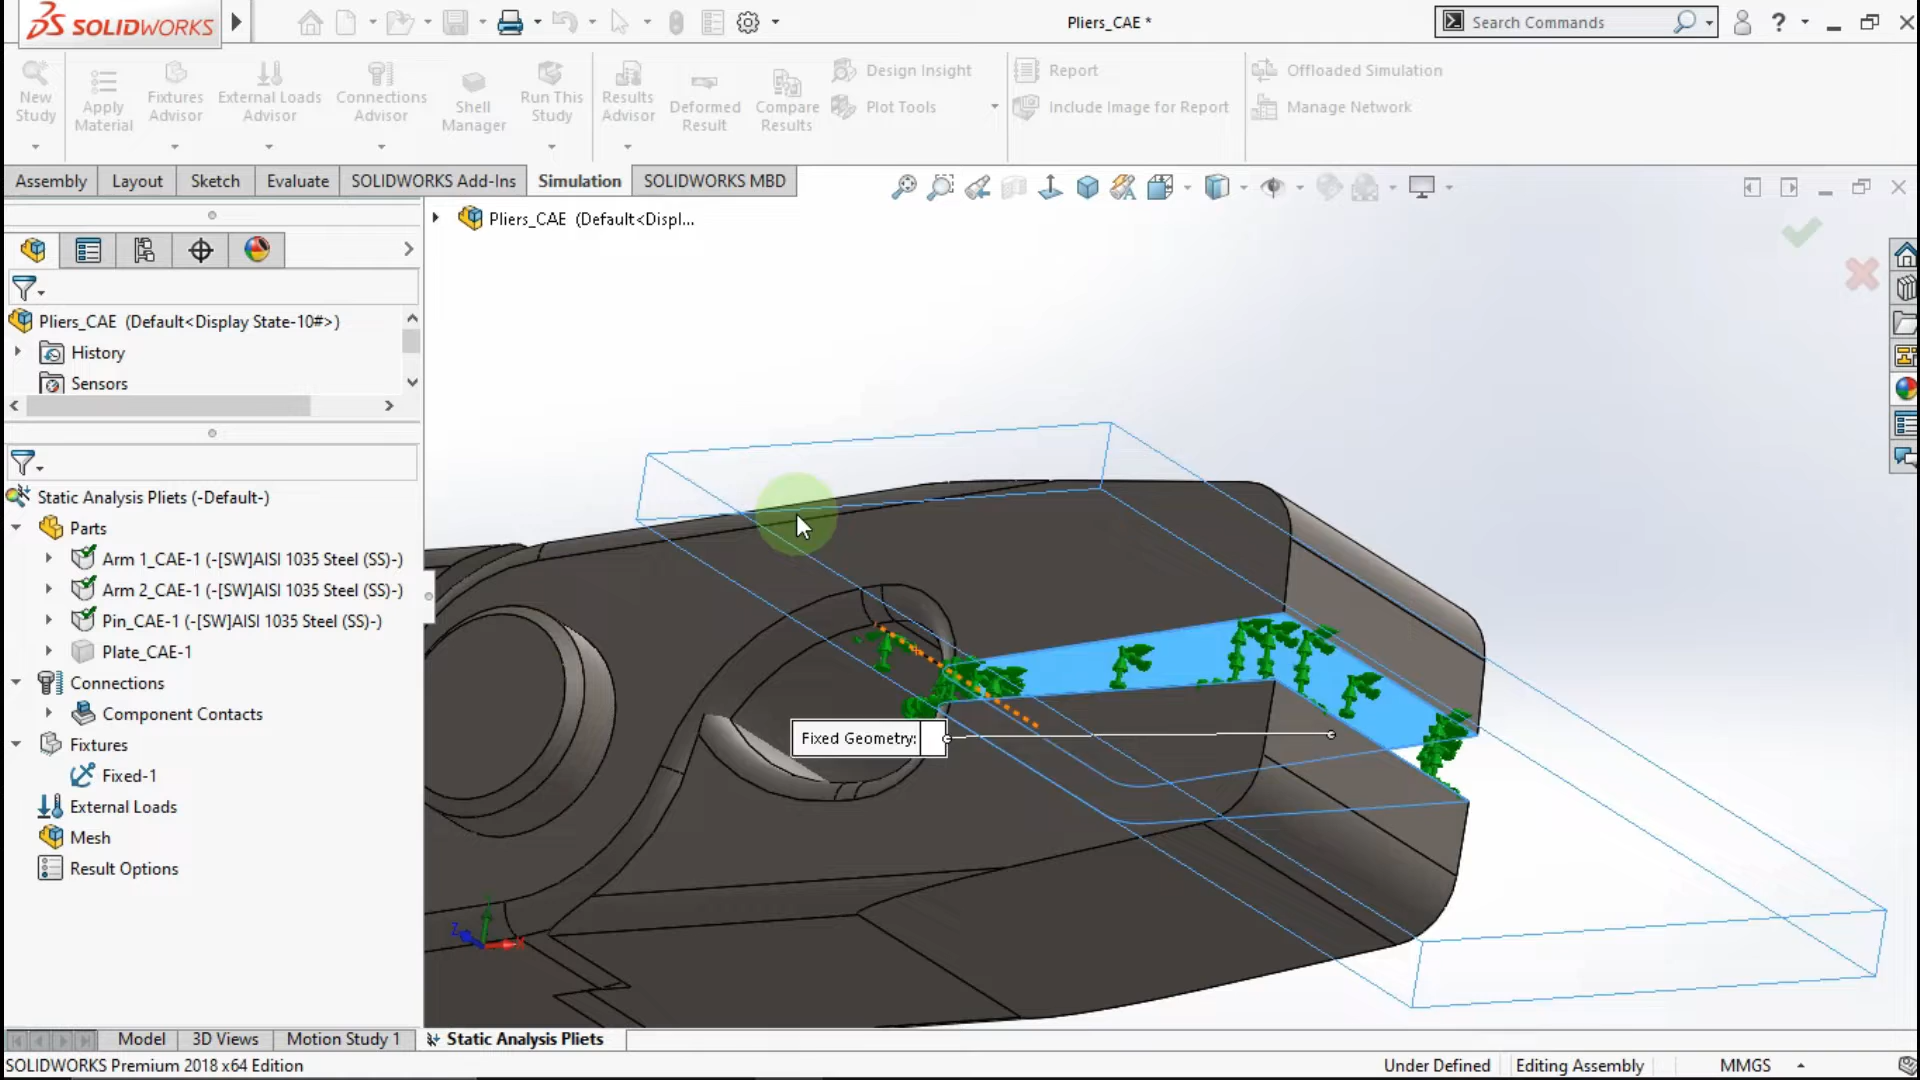 SOLIDWORKS
Pliers_CAE *
Search Commands
?
New Study
Apply Material
Fixtures Advisor
External Loads Advisor
Connections Advisor
Shell Manager
Run This Study
Results Advisor
Deformed Result
Compare Results
Design Insight
Plot Tools
Report
Include Image for Report
Offloaded Simulation
Manage Network
Assembly
Layout
Sketch
Evaluate
SOLIDWORKS Add-Ins
Simulation
SOLIDWORKS MBD
Pliers_CAE (Default<Displ...
Pliers_CAE (Default<Display State-10#>)
History
Sensors
Static Analysis Pliets (-Default-)
Parts
Arm 1_CAE-1 (-[SW]AISI 1035 Steel (SS)-)
Arm 2_CAE-1 (-[SW]AISI 1035 Steel (SS)-)
Pin_CAE-1 (-[SW]AISI 1035 Steel (SS)-)
Plate_CAE-1
Connections
Component Contacts
Fixtures
Fixed-1
External Loads
Mesh
Result Options
Fixed Geometry:
Z
X
Model
3D Views
Motion Study 1
Static Analysis Pliets
SOLIDWORKS Premium 2018 x64 Edition
Under Defined
Editing Assembly
MMGS